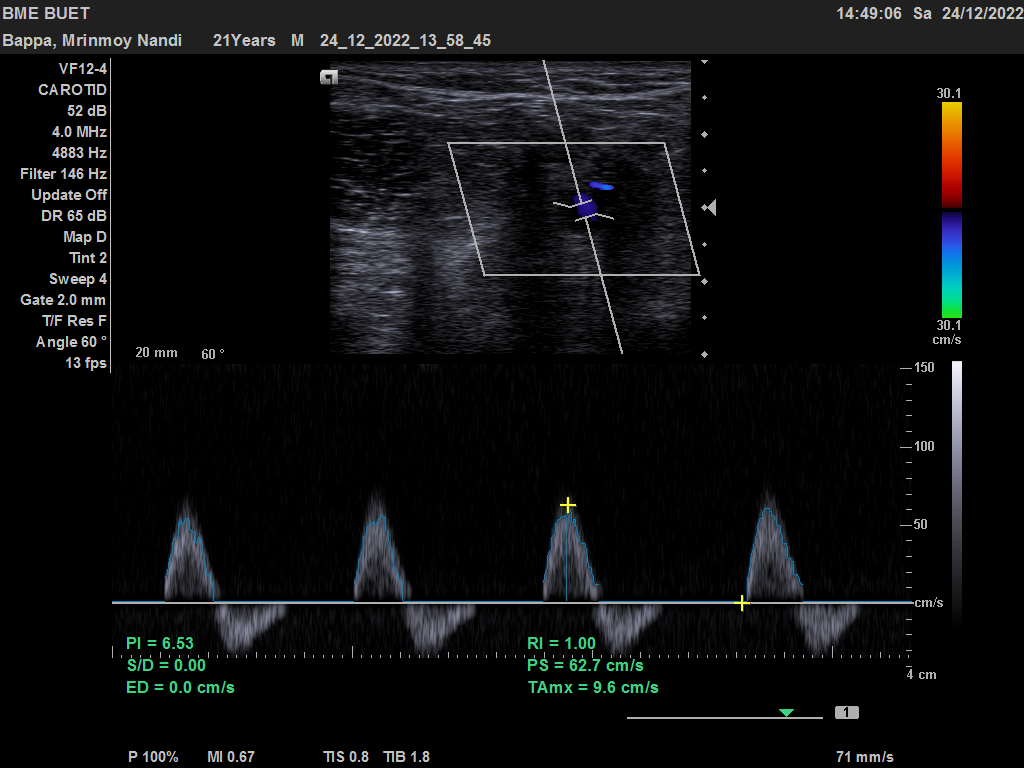 BME BUET 14:49:06 Sa 24/12/2022
Bappa, Mrinmoy Nandi 21Years M 24_12_2022_13_58_45
VF12-4
CAROTID
52 dB
4.0 MHz
4883 Hz
Filter 146 Hz
Update Off
DR 65 dB
Map D
Tint 2
Sweep 4
Gate 2.0 mm
T/F Res F
Angle 60 °
13 fps
20 mm 60 °
30.1
30.1
cm/s
150
100
50
cm/s
4 cm
PI = 6.53
S/D = 0.00
ED = 0.0 cm/s
RI = 1.00
PS = 62.7 cm/s
TAmx = 9.6 cm/s
1
P 100% MI 0.67 TIS 0.8 TIB 1.8 71 mm/s